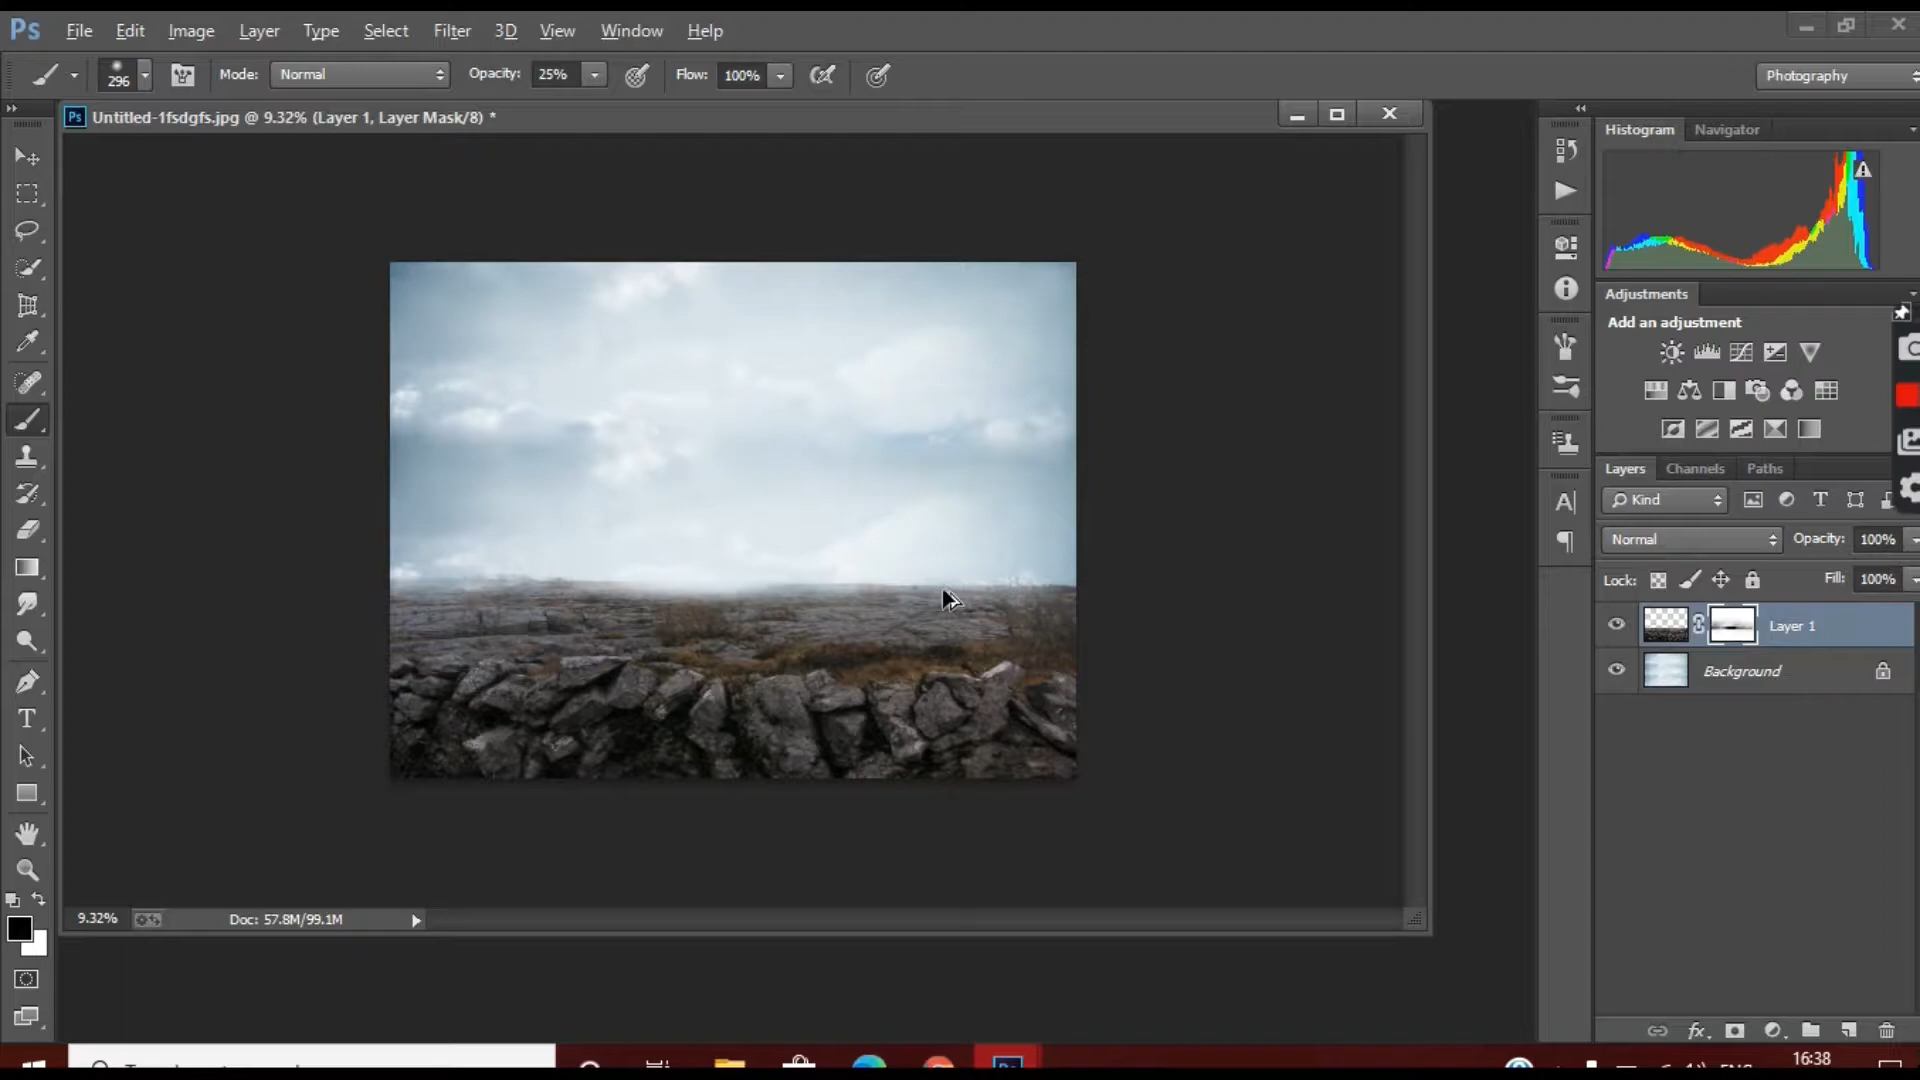 Ps File Edit Image Layer Type Select Filter 3D View Window Help
296 Mode: Normal Opacity: 25% Flow: 100% Photography
Ps Untitled-1fsdgfs.jpg @ 9.32% (Layer 1, Layer Mask/8) *
Histogram Navigator
Adjustments
Add an adjustment
Layers Channels Paths
Kind
Normal Opacity: 100%
Lock: Fill: 100%
Layer 1
Background
9.32% Doc: 57.8M/99.1M
16:38